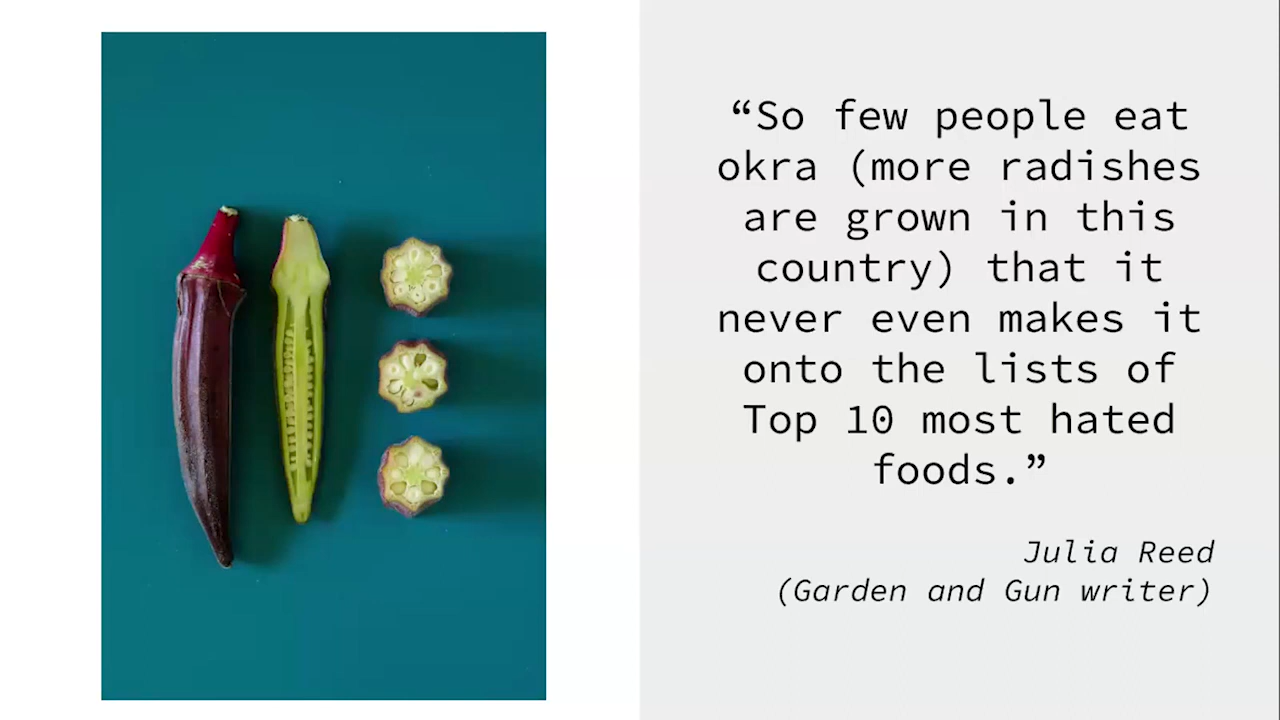 “So few people eat
okra (more radishes
are grown in this
country) that it
never even makes it
onto the lists of
Top 10 most hated
foods.”
Julia Reed
(Garden and Gun writer)